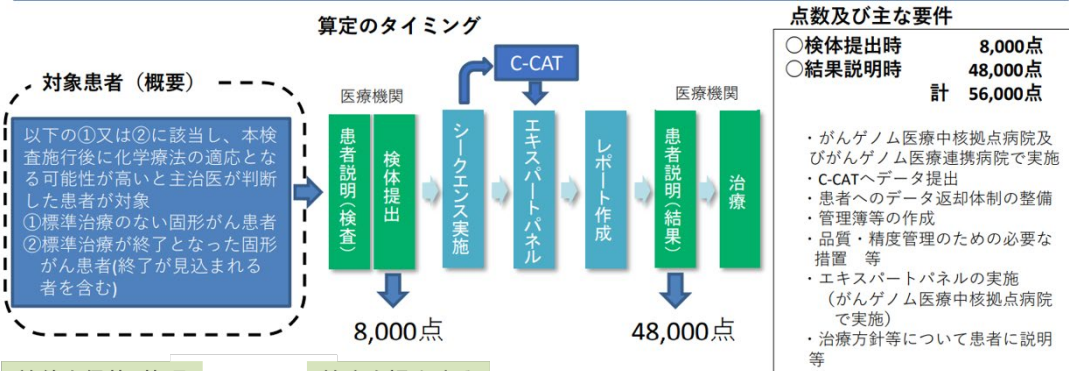 算定のタイミング
対象患者（概要）
以下の①又は②に該当し、本検
査施行後に化学療法の適応とな
る可能性が高いと主治医が判断
した患者が対象
①標準治療のない固形がん患者
②標準治療が終了となった固形
がん患者(終了が見込まれる
者を含む)
医療機関
患者説明(検査)
検体提出
シークエンス実施
C-CAT
エキスパートパネル
レポート作成
医療機関
患者説明(結果)
治療
8,000点
48,000点
点数及び主な要件
○検体提出時 8,000点
○結果説明時 48,000点
計 56,000点
・がんゲノム医療中核拠点病院及
びがんゲノム医療連携病院で実施
・C-CATへデータ提出
・患者へのデータ返却体制の整備
・管理簿等の作成
・品質・精度管理のための必要な
措置 等
・エキスパートパネルの実施
（がんゲノム医療中核拠点病院
で実施）
・治療方針等について患者に説明
等